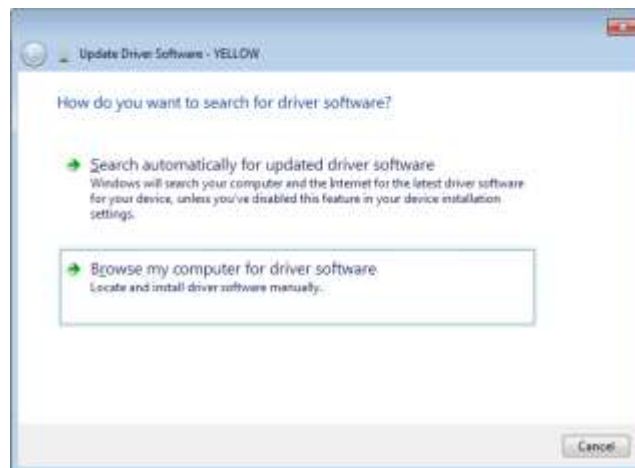 Update Driver Software - YELLOW
How do you want to search for driver software?
Search automatically for updated driver software
Windows will search your computer and the Internet for the latest driver software
for your device, unless you've disabled this feature in your device installation
settings.
Browse my computer for driver software
Locate and install driver software manually.
Cancel